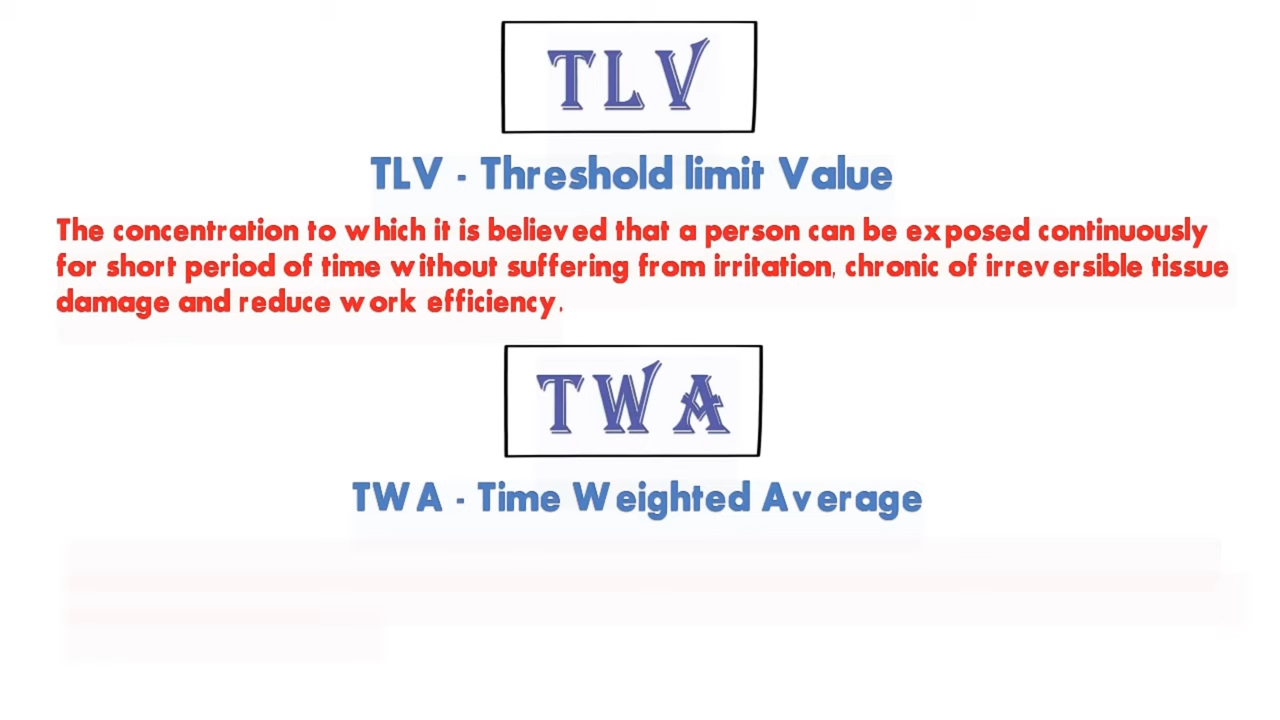 TLV
TLV - Threshold limit Value
The concentration to which it is believed that a person can be exposed continuously
for short period of time without suffering from irritation, chronic of irreversible tissue
damage and reduce work efficiency.
TWA
TWA - Time Weighted Average